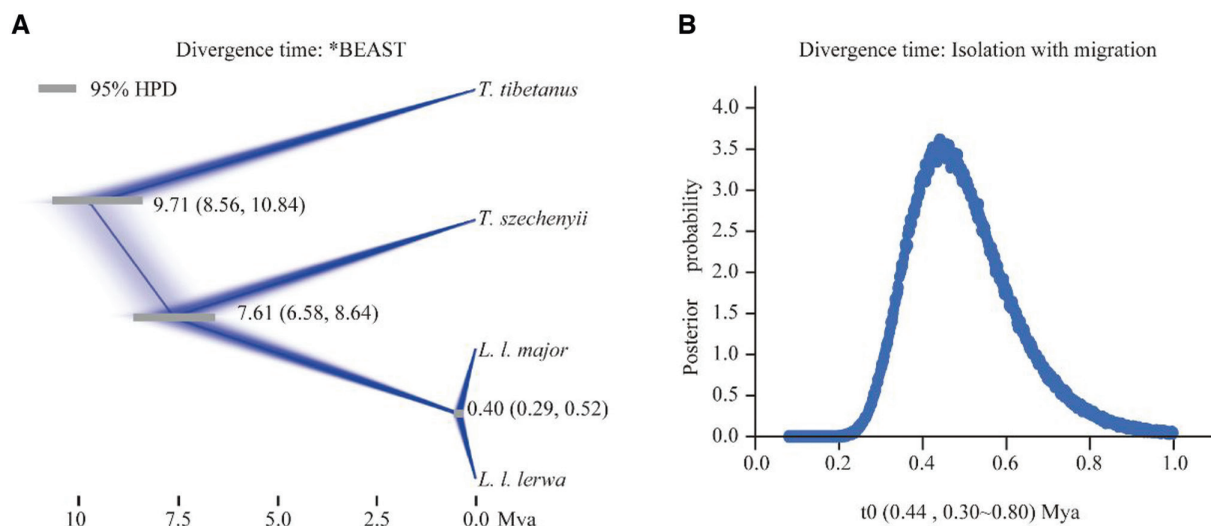 A
Divergence time: *BEAST
95% HPD
T. tibetanus
9.71 (8.56, 10.84)
T. szechenyii
7.61 (6.58, 8.64)
L. l. major
0.40 (0.29, 0.52)
L. l. lerwa
10 7.5 5.0 2.5 0.0 Mya
B
Divergence time: Isolation with migration
Posterior probability
4.0
3.5
3.0
2.5
2.0
1.5
1.0
0.5
0.0
0.0 0.2 0.4 0.6 0.8 1.0
t0 (0.44 , 0.30~0.80) Mya